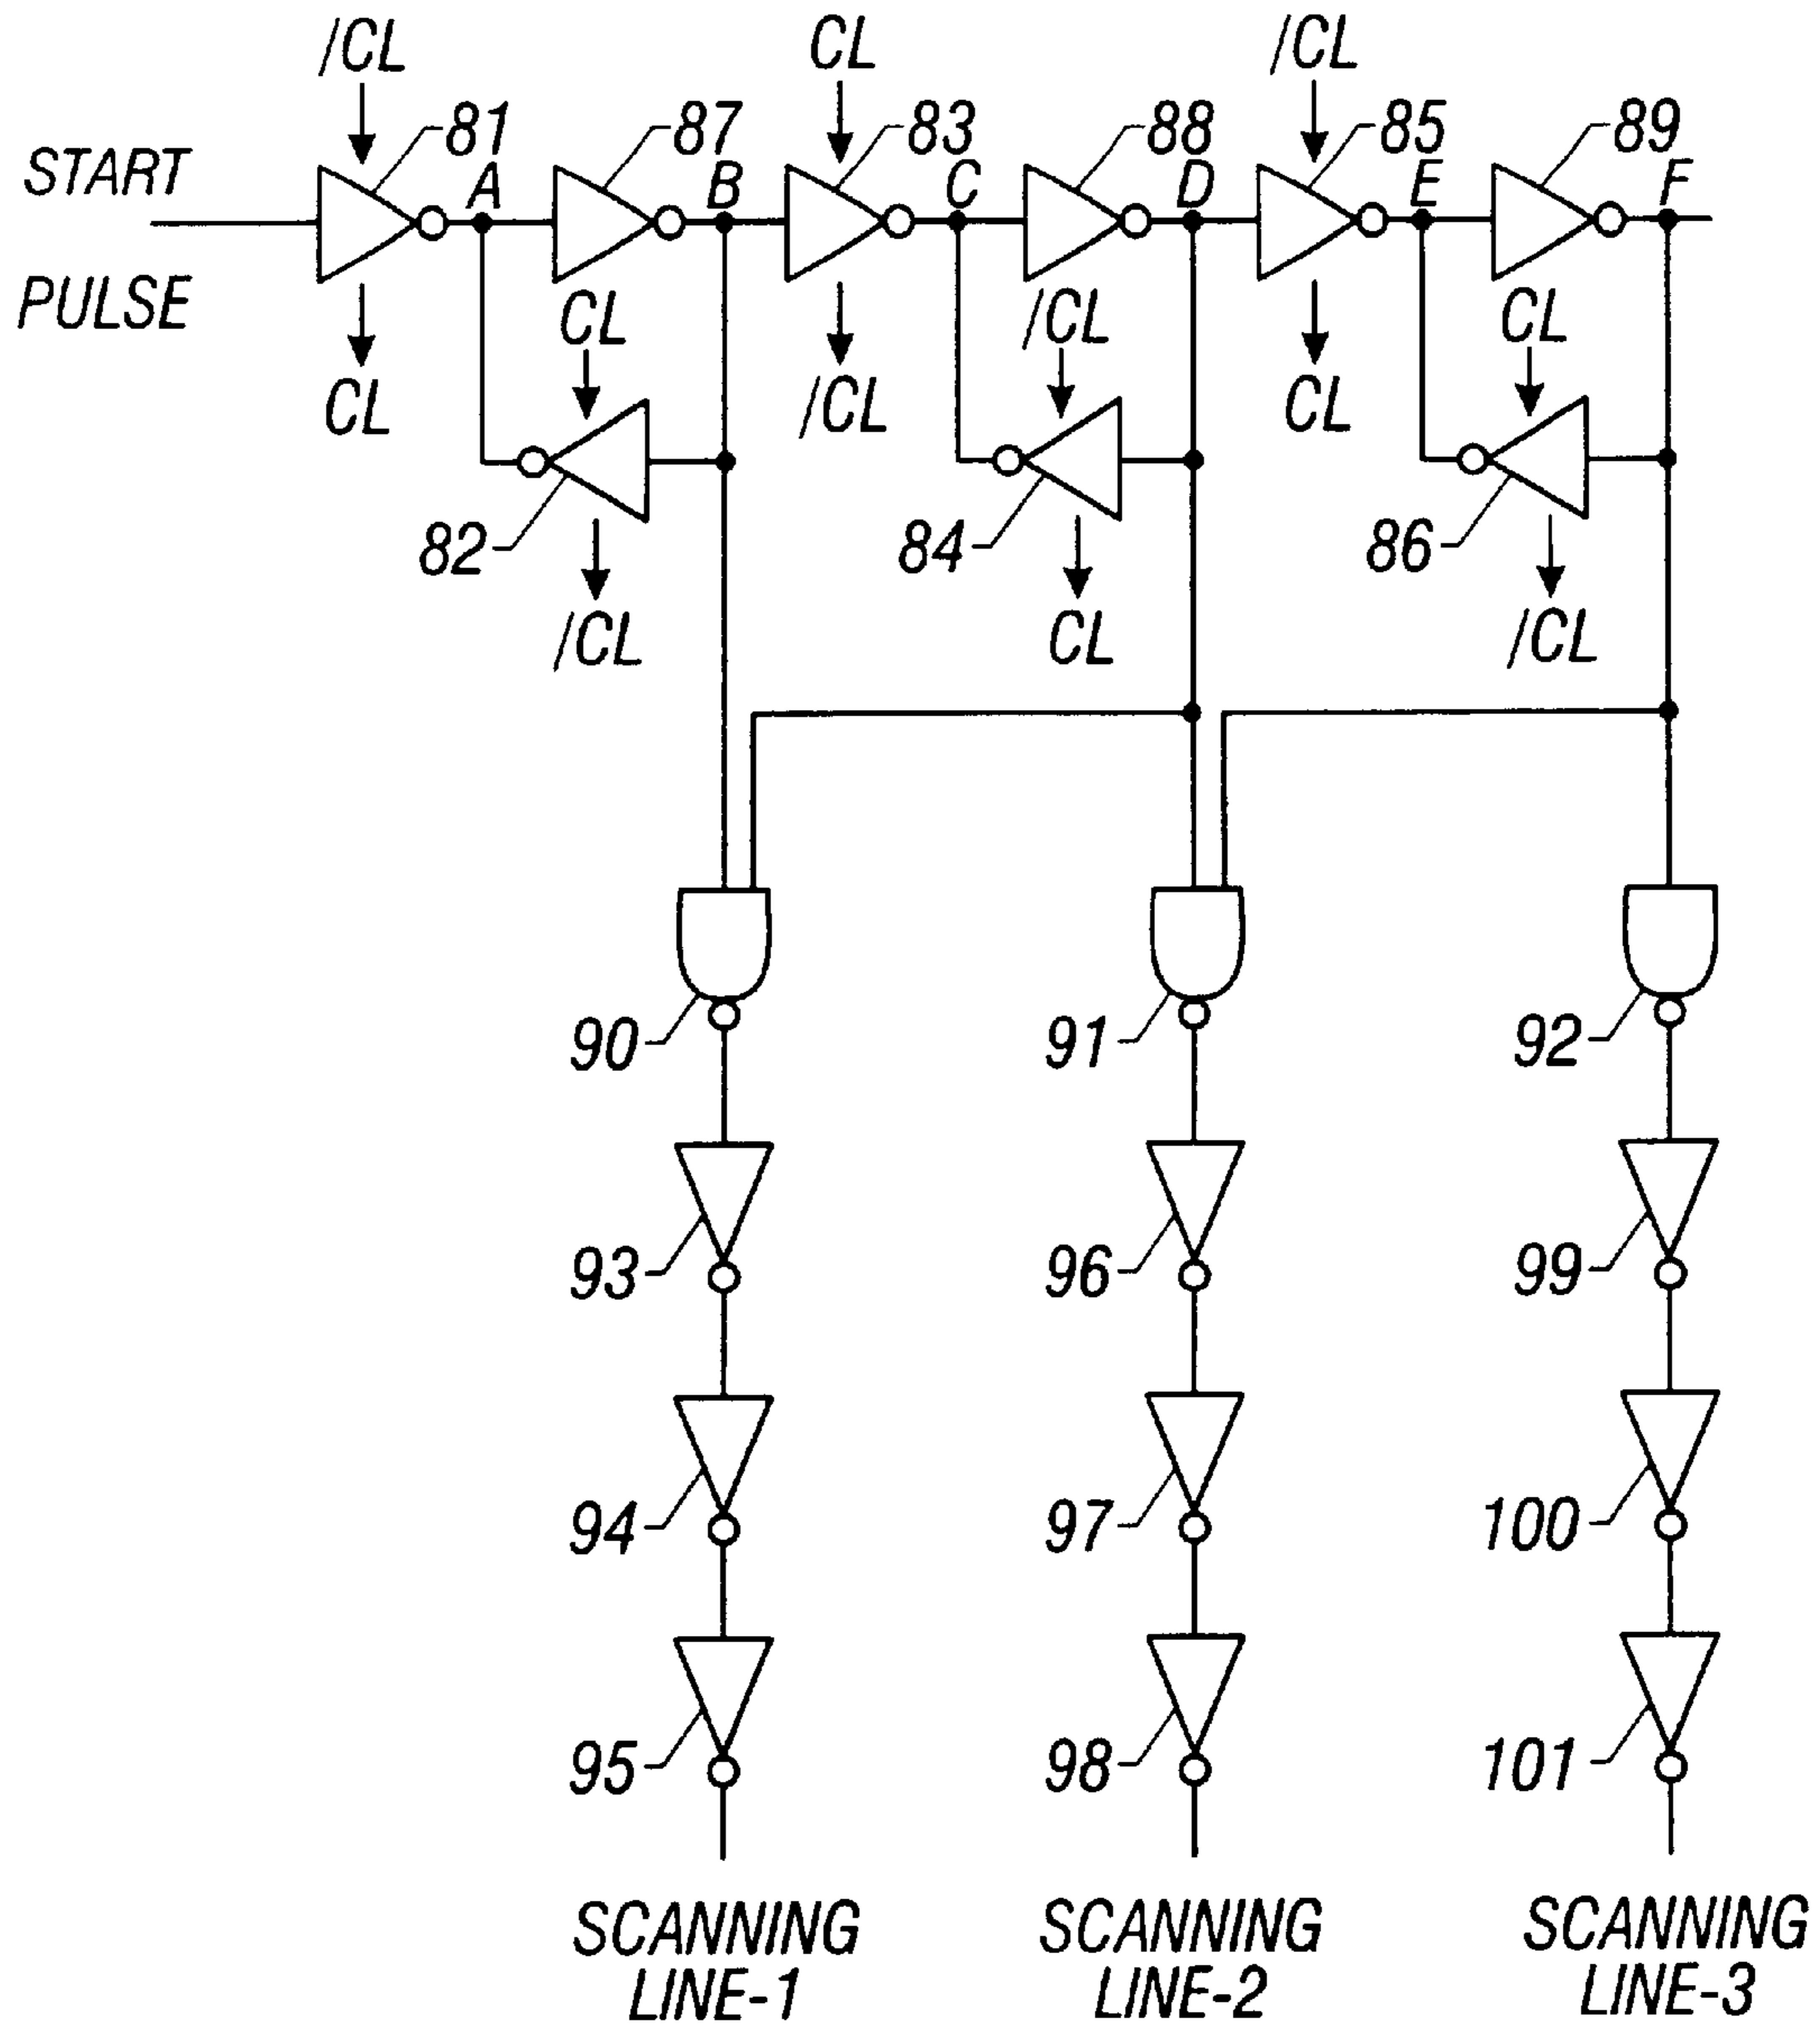 /CL
CL
/CL
81
87
83
88
85
89
START
A
B
C
D
E
F
PULSE
CL
/CL
CL
CL
/CL
CL
82
84
86
/CL
CL
/CL
90
91
92
93
96
99
94
97
100
95
98
101
SCANNING
LINE-1
SCANNING
LINE-2
SCANNING
LINE-3